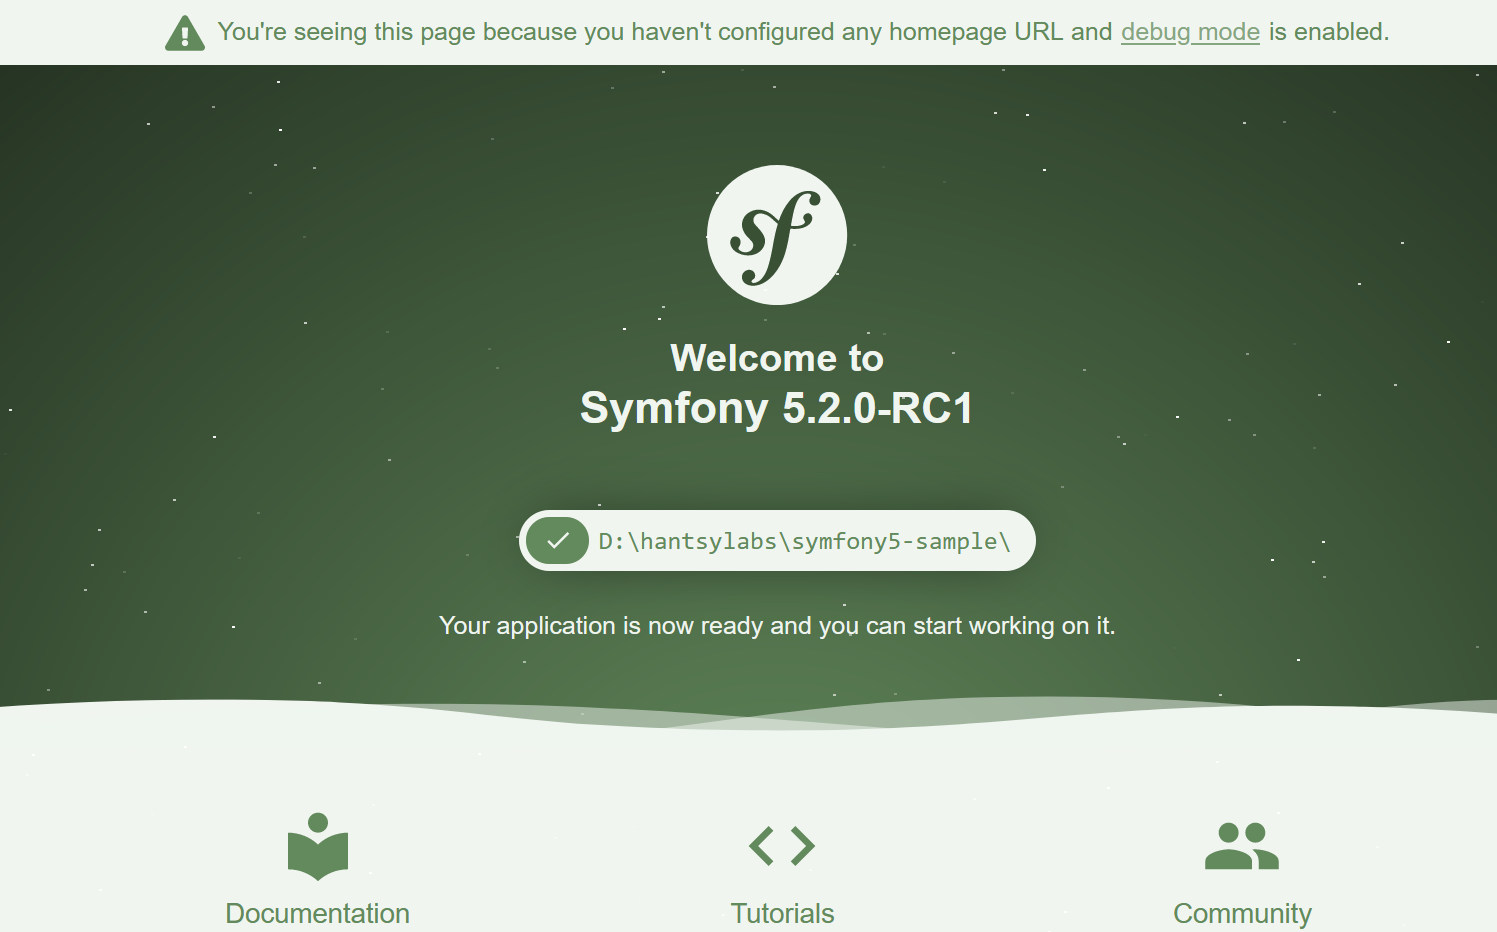 You're seeing this page because you haven't configured any homepage URL and debug mode is enabled.
sf
Welcome to
Symfony 5.2.0-RC1
D:\hantsylabs\symfony5-sample\
Your application is now ready and you can start working on it.
Documentation
Tutorials
Community